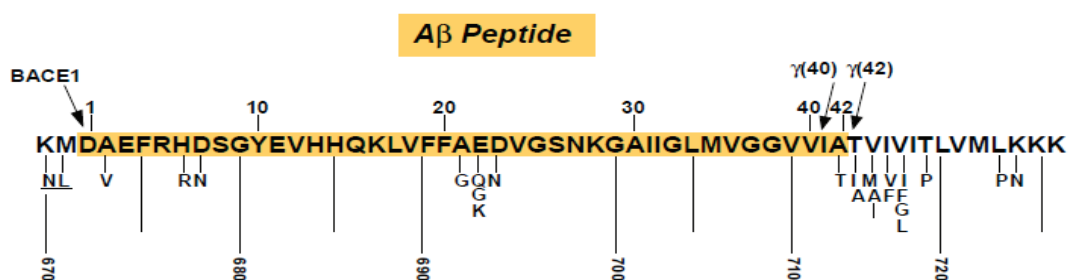 Aβ Peptide
BACE1
γ(40) γ(42)
1 10 20 30 40 42
KMDAEFRHDSGYEVHHQKLVFFAEDVGSNKGAIIGLMVGGVVIATVIVITLVMLKKK
NL V RN GQN TIMVI P PN
G AAFF
K G
L
670 680 690 700 710 720